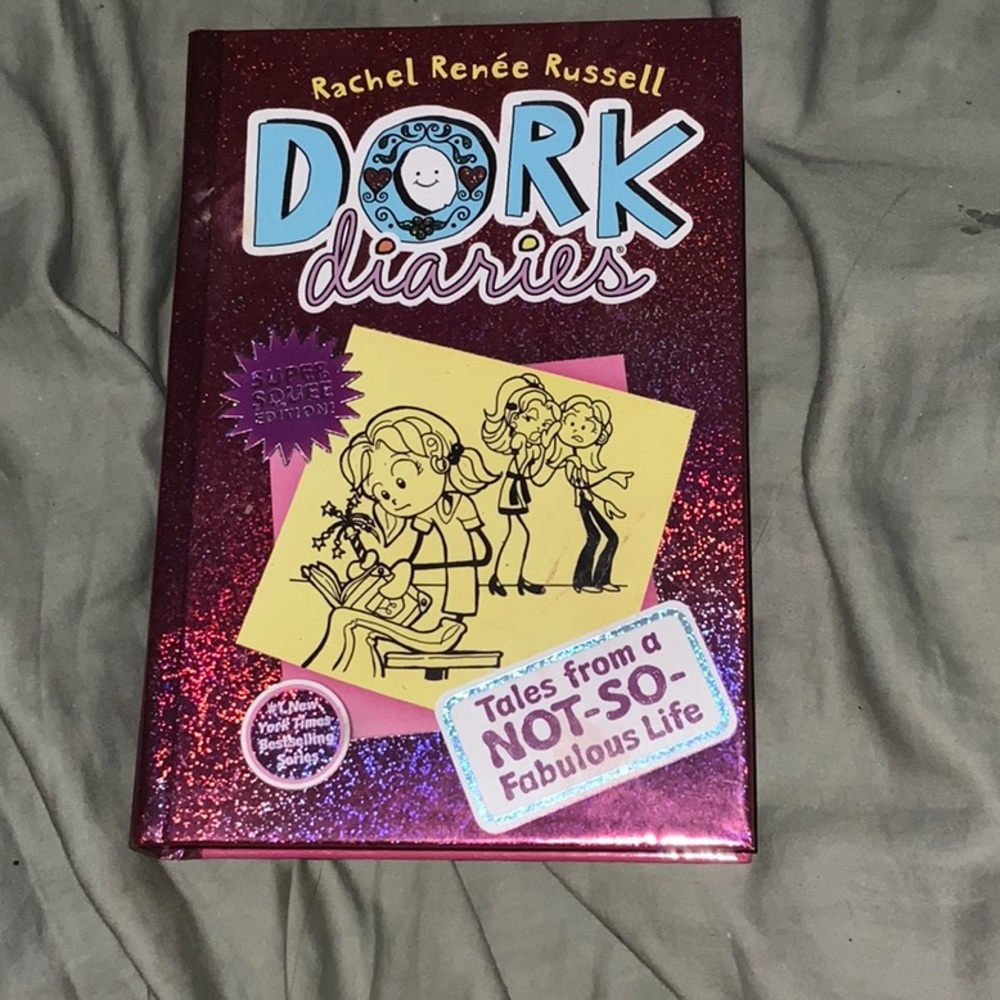 Rachel Renée Russell
DORK
diaries®
SUPER
SQUEE
EDITION!
Tales from a
NOT-SO-
Fabulous Life
#1 New
York Times
Bestselling
Series